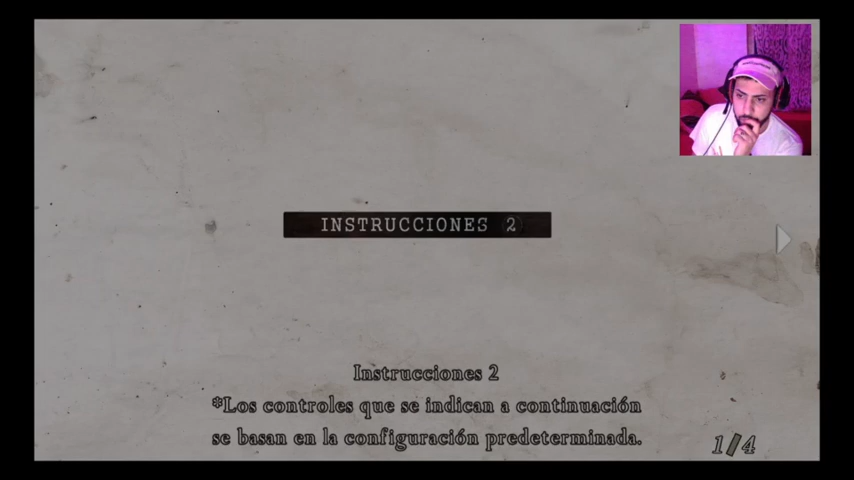 INSTRUCCIONES 2
Instrucciones 2
*Los controles que se indican a continuación
se basan en la configuración predeterminada.
1/4